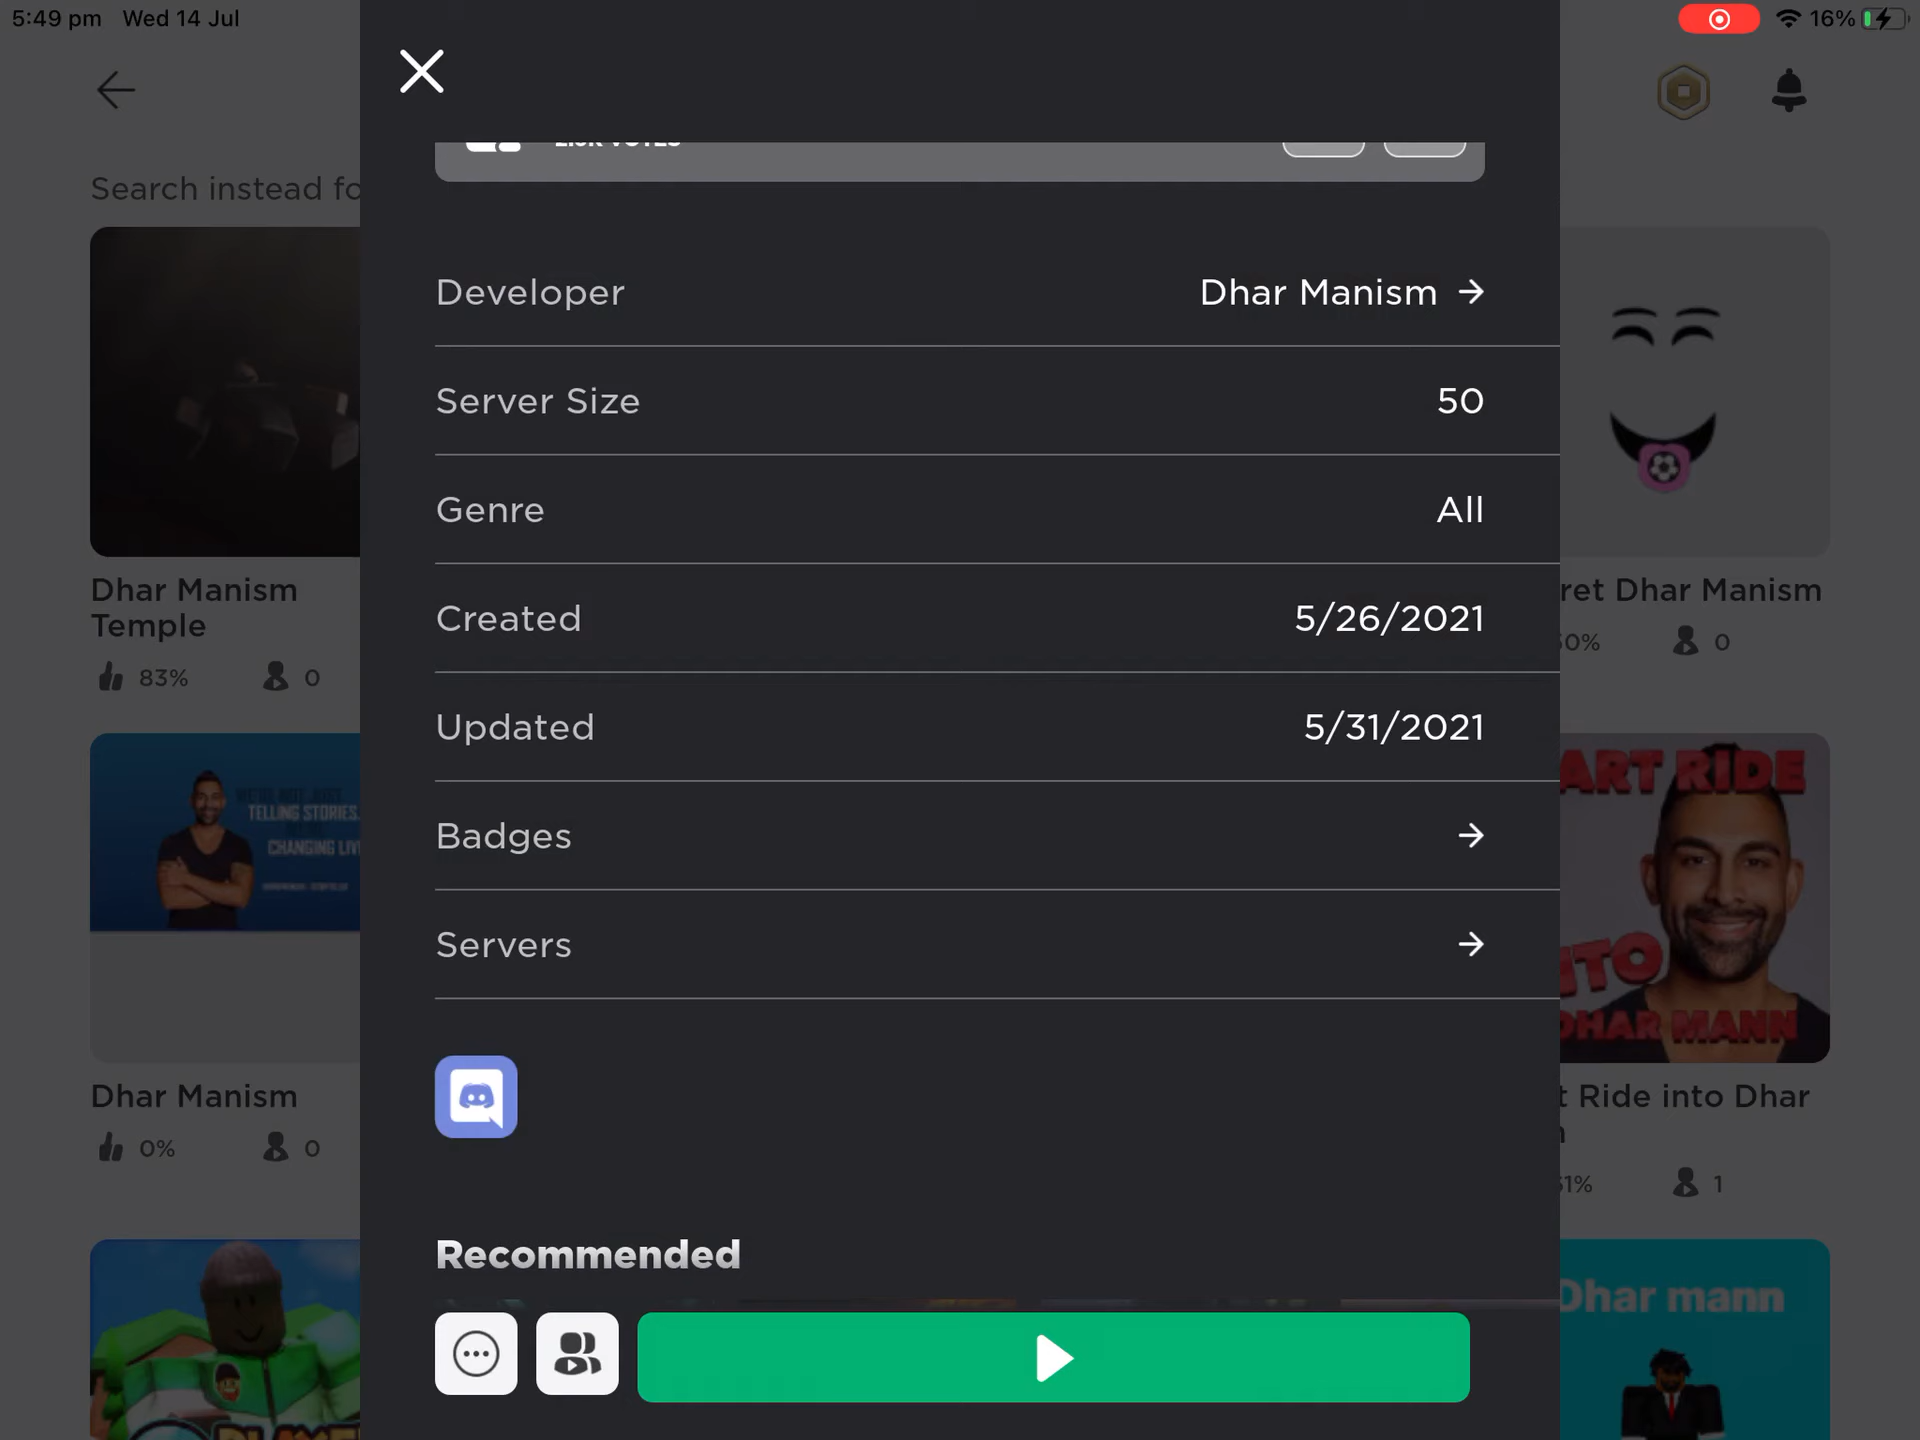 5:49 pm Wed 14 Jul
16%
Search instead fo
VOTES
Developer
Dhar Manism
Server Size
50
Genre
All
Created
5/26/2021
Updated
5/31/2021
Badges
Servers
Recommended
Dhar Manism
Temple
83%
0
TELLING STORIES.
CHANGING LIV
Dhar Manism
0%
0
ret Dhar Manism
0
ART RIDE
NTO
DHAR MANN
t Ride into Dhar
1
Dhar mann